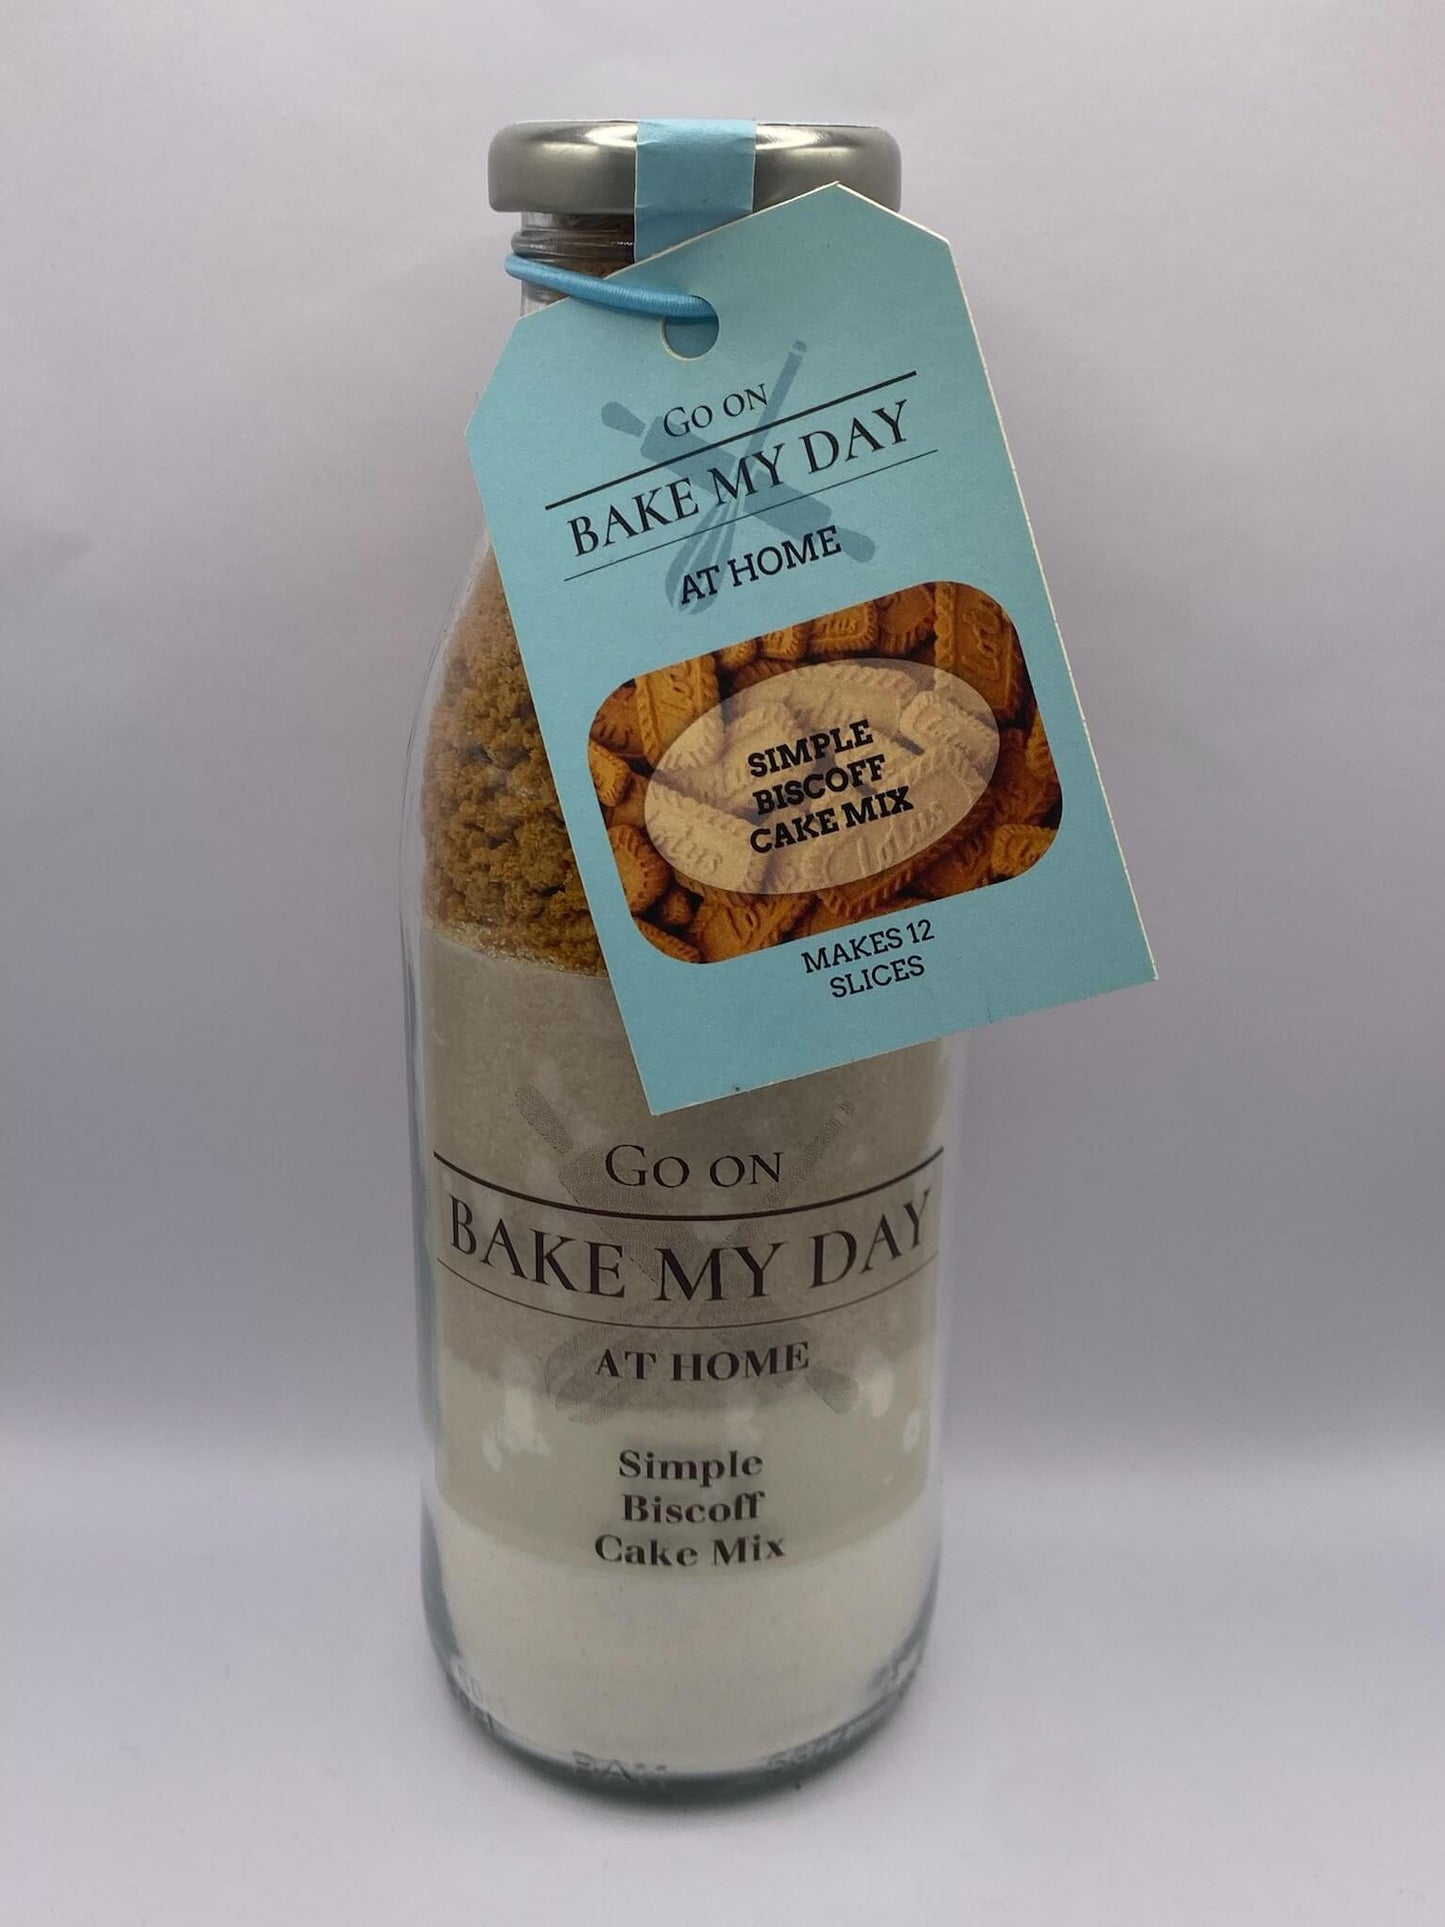 Go on
BAKE MY DAY
AT HOME
SIMPLE
BISCOFF
CAKE MIX
MAKES 12
SLICES
Go on
BAKE MY DAY
AT HOME
Simple
Biscoff
Cake Mix